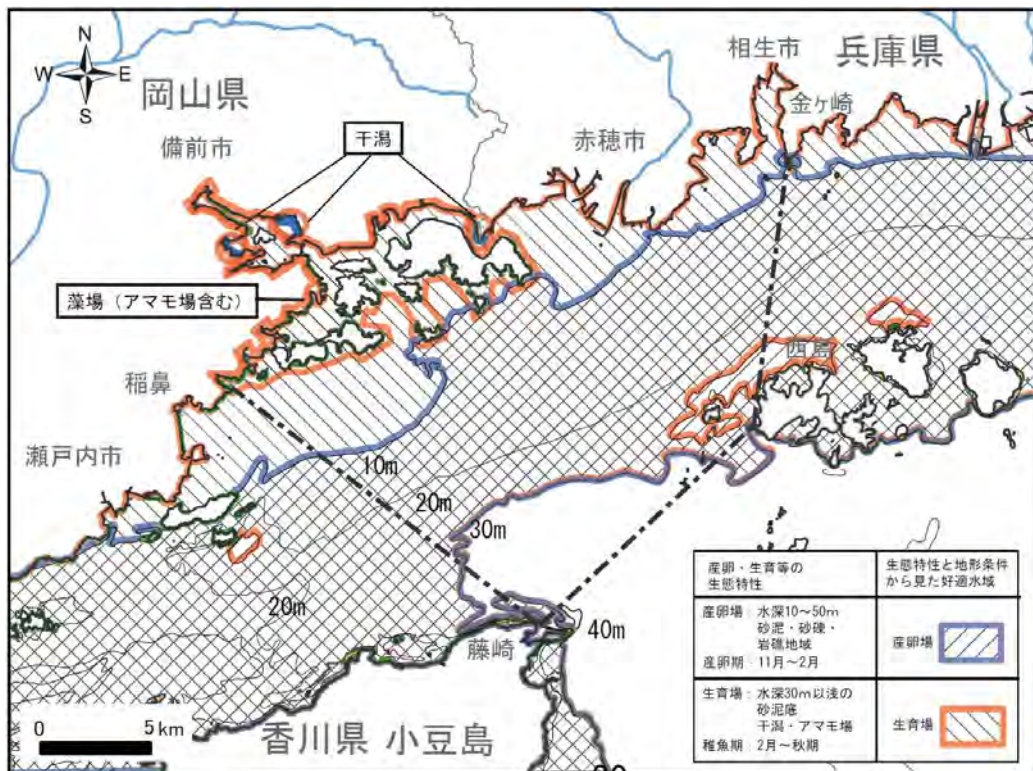 N
W E
S
岡山県
備前市
干潟
相生市
兵庫県
金ヶ崎
赤穂市
藻場（アマモ場含む）
稲鼻
瀬戸内市
西島
10m
20m
30m
20m
40m
藤崎
香川県 小豆島
0 5km
産卵・生育等の
生態特性
生態特性と地形条件
から見た好適水域
産卵場：水深10～50m
砂泥・砂礫・
岩礁地域
産卵期：11月～2月
産卵場
生育場：水深30m以浅の
砂泥底
干潟・アマモ場
稚魚期：2月～秋期
生育場